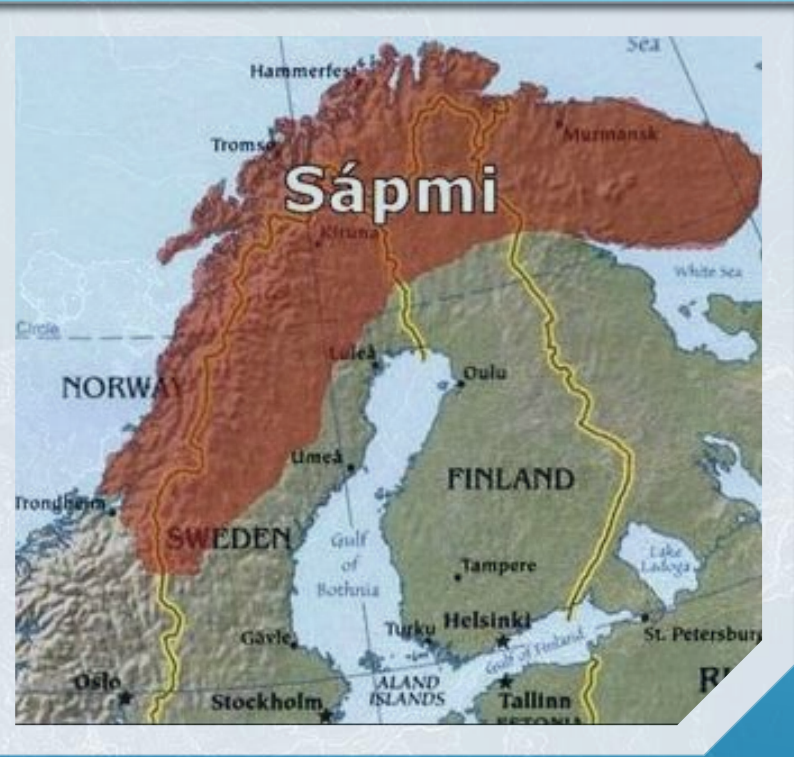 Sea
Hammerfest
Tromsø
Murmansk
Sápmi
Kiruna
White Sea
Circle
Luleå
Oulu
NORWAY
Umeå
FINLAND
Trondheim
SWEDEN
Gulf
of
Bothnia
Lake
Ladoga
Tampere
Gävle
Turku
Helsinki
Gulf of Finland
St. Petersburg
Oslo
Stockholm
ALAND
ISLANDS
Tallinn
ESTONIA